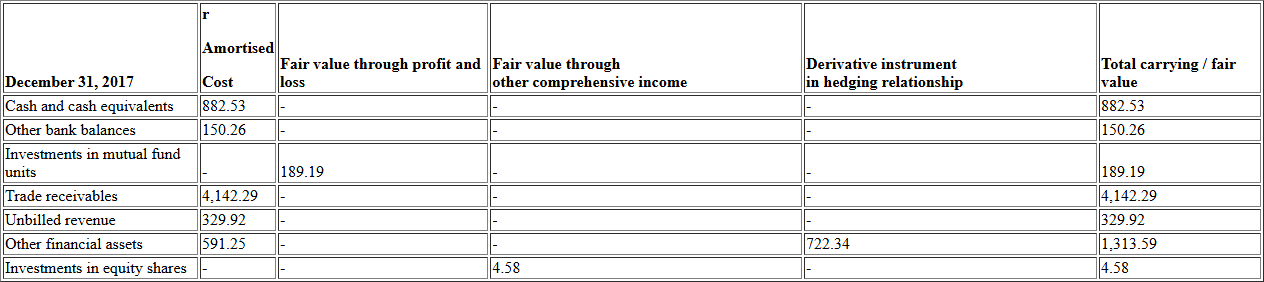 December 31, 2017 r Amortised Cost Fair value through profit and loss Fair value through other comprehensive income Derivative instrument in hedging relationship Total carrying / fair value
Cash and cash equivalents 882.53 - - - 882.53
Other bank balances 150.26 - - - 150.26
Investments in mutual fund units - 189.19 - - 189.19
Trade receivables 4,142.29 - - - 4,142.29
Unbilled revenue 329.92 - - - 329.92
Other financial assets 591.25 - - 722.34 1,313.59
Investments in equity shares - - 4.58 - 4.58